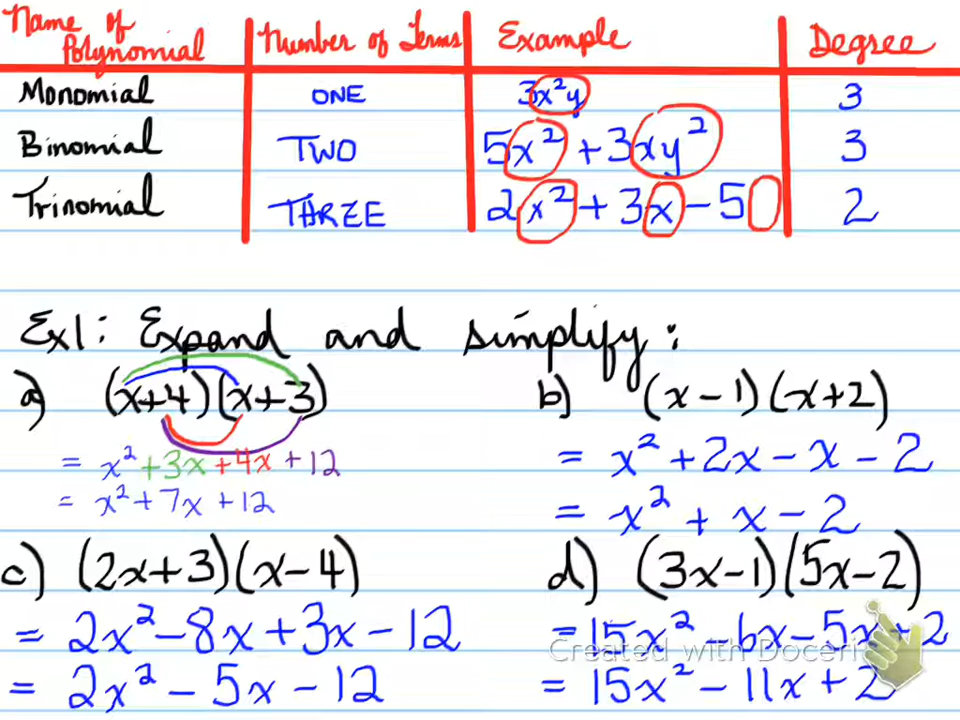 Name of Polynomial Number of Terms Example Degree
Monomial ONE 3x²y 3
Binomial TWO 5x² + 3xy² 3
Trinomial THREE 2x² + 3x - 5 2
Ex1: Expand and simplify:
a) (x+4)(x+3)
= x² + 3x + 4x + 12
= x² + 7x + 12
b) (x-1)(x+2)
= x² + 2x - x - 2
= x² + x - 2
c) (2x+3)(x-4)
= 2x² - 8x + 3x - 12
= 2x² - 5x - 12
d) (3x-1)(5x-2)
= 15x² - 6x - 5x + 2
= 15x² - 11x + 2
Created with Doceri